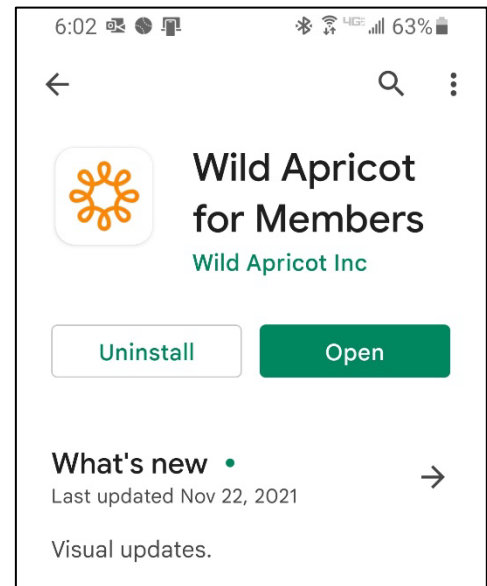 6:02 4GE 63%
Wild Apricot
for Members
Wild Apricot Inc
Uninstall Open
What's new •
Last updated Nov 22, 2021
Visual updates.